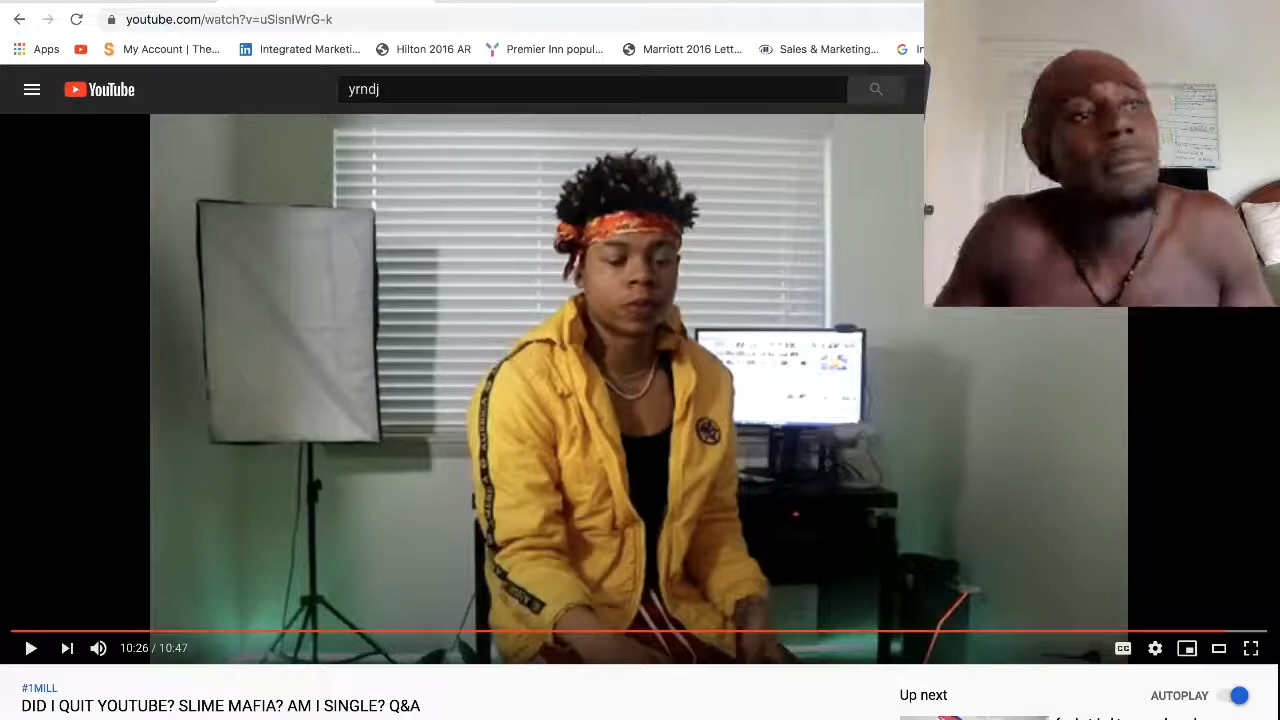 youtube.com/watch?v=uSlsnIWrG-k
Apps
My Account | The...
Integrated Marketi...
Hilton 2016 AR
Premier Inn popul...
Marriott 2016 Lett...
Sales & Marketing...
YouTube
yrndj
10:26 / 10:47
CC
#1MILL
DID I QUIT YOUTUBE? SLIME MAFIA? AM I SINGLE? Q&A
Up next
AUTOPLAY